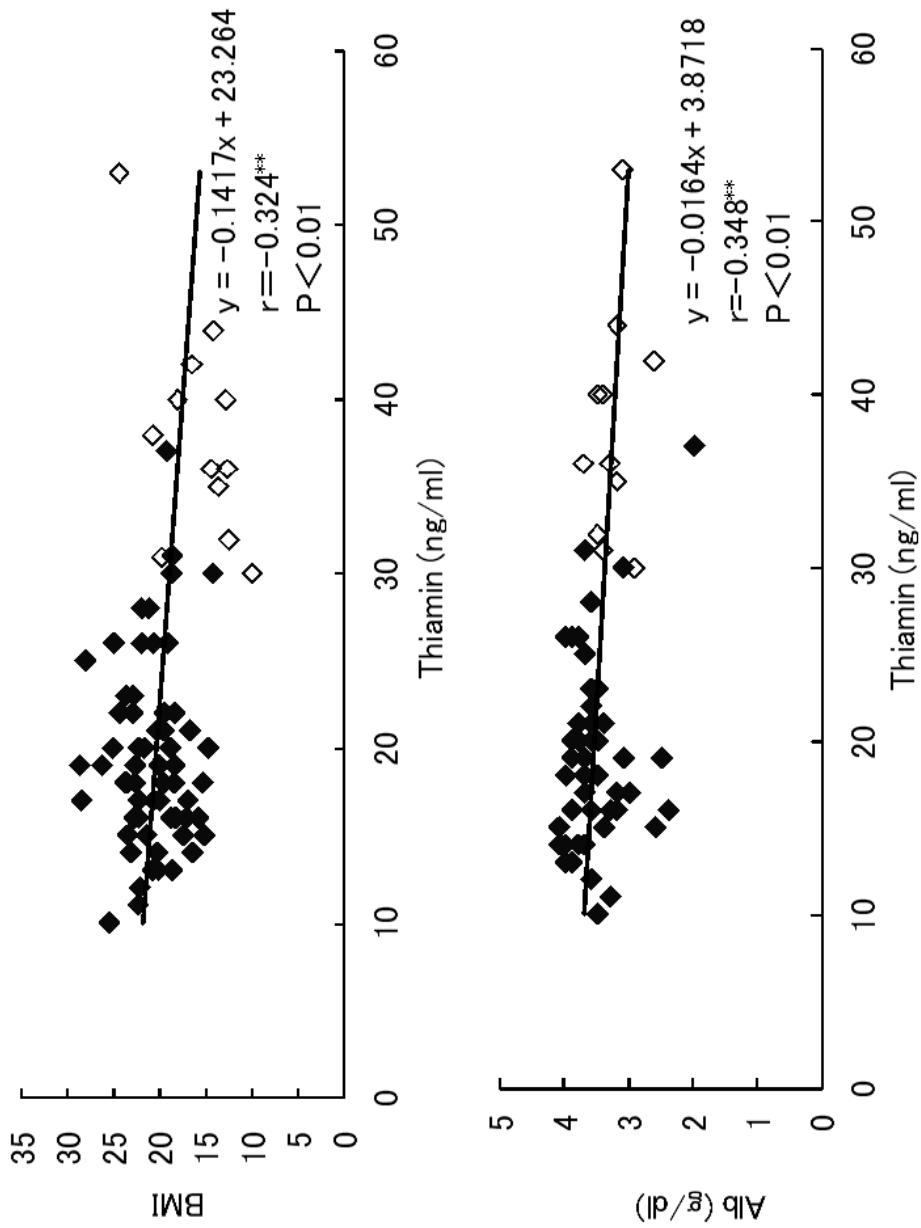 BMI
35
30
25
20
15
10
5
0
0
10
20
30
40
50
60
Thiamin (ng/ml)
y = -0.1417x + 23.264
r=-0.324**
P<0.01
Alb (g/dl)
5
4
3
2
1
0
0
10
20
30
40
50
60
Thiamin (ng/ml)
y = -0.0164x + 3.8718
r=-0.348**
P<0.01